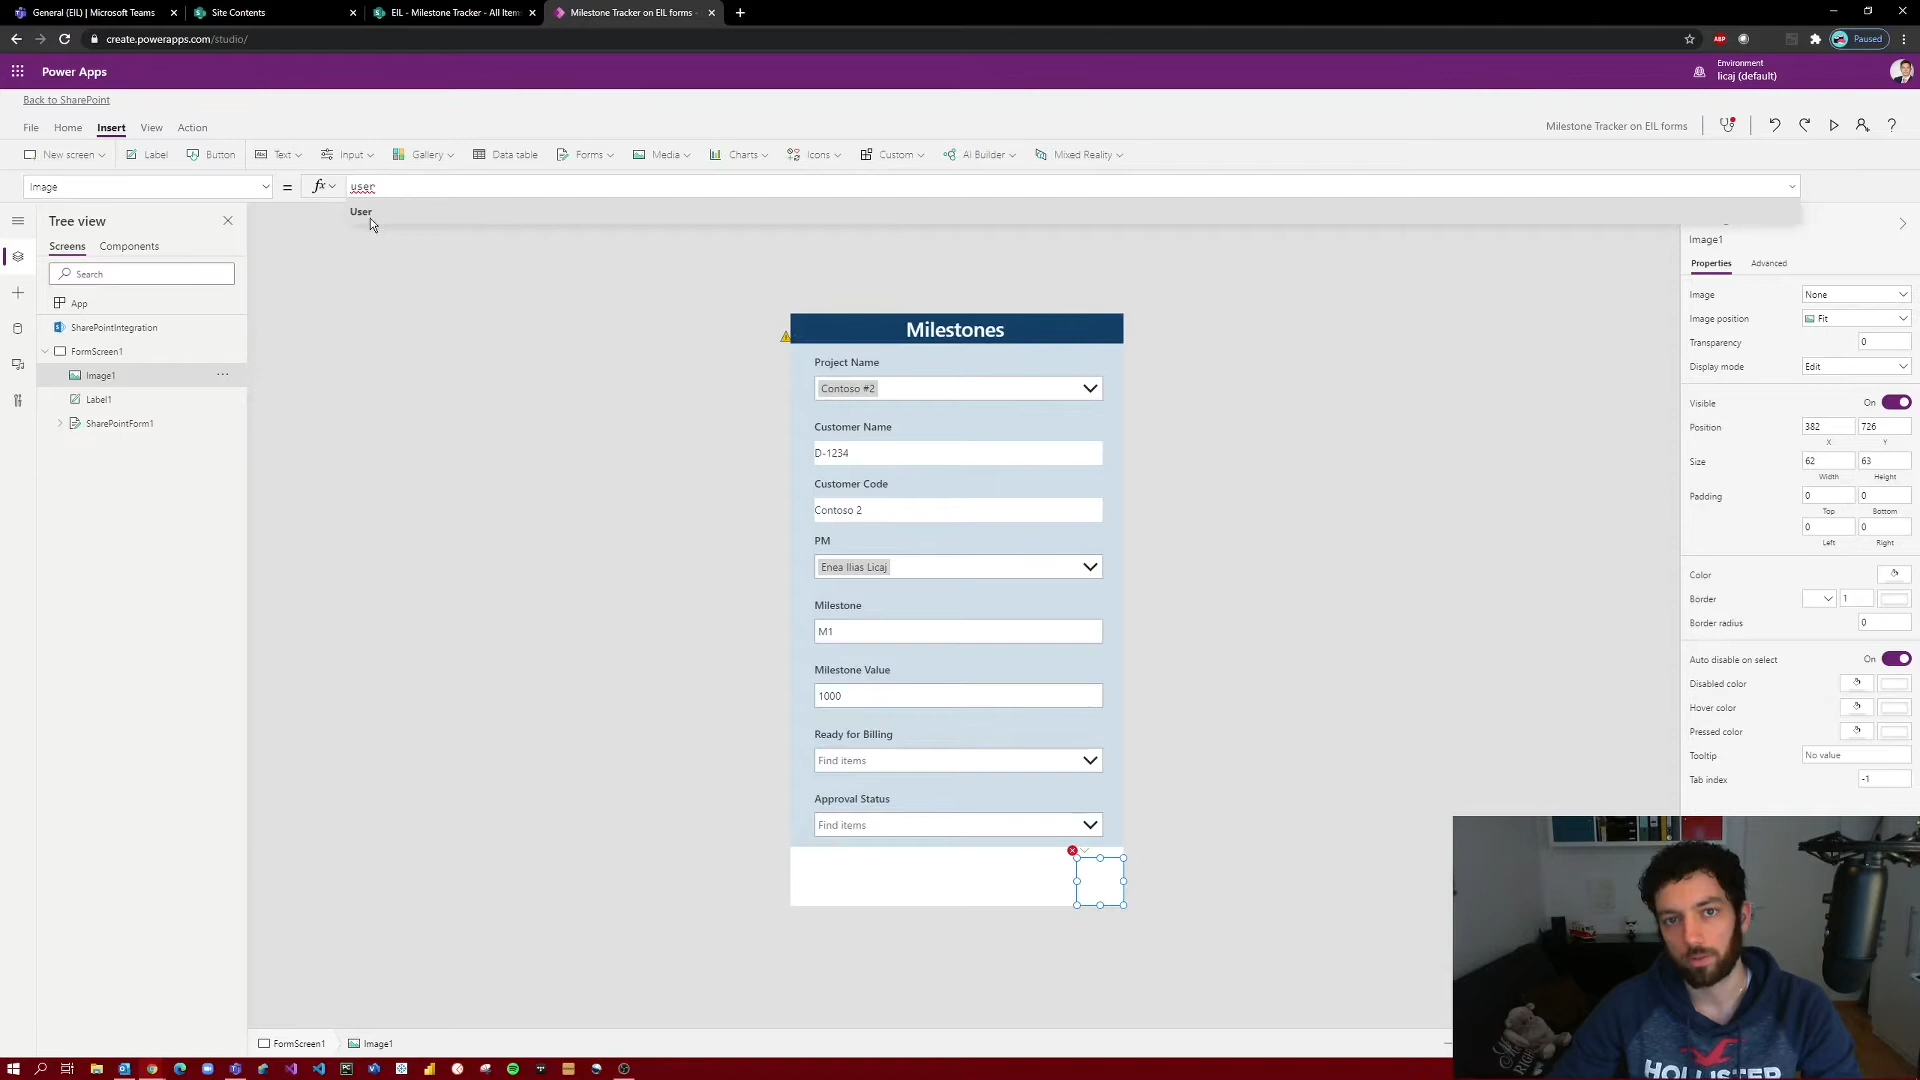 General (EIL) | Microsoft Teams
Site Contents
EIL - Milestone Tracker - All Item
Milestone Tracker on EIL forms -
create.powerapps.com/studio/
ABP
Paused
Power Apps
Environment
licaj (default)
Back to SharePoint
File
Home
Insert
View
Action
Milestone Tracker on EIL forms
New screen
Label
Button
Text
Input
Gallery
Data table
Forms
Media
Charts
Icons
Custom
AI Builder
Mixed Reality
Image
=
fx
user
User
Tree view
Screens
Components
Search
App
SharePointIntegration
FormScreen1
Image1
...
Label1
SharePointForm1
Milestones
Project Name
Contoso #2
Customer Name
D-1234
Customer Code
Contoso 2
PM
Enea Ilias Licaj
Milestone
M1
Milestone Value
1000
Ready for Billing
Find items
Approval Status
Find items
Image1
Properties
Advanced
Image
None
Image position
Fit
Transparency
0
Display mode
Edit
Visible
On
Position
382
726
X
Y
Size
62
63
Width
Height
Padding
0
0
Top
Bottom
0
0
Left
Right
Color
Border
1
Border radius
0
Auto disable on select
On
Disabled color
Hover color
Pressed color
Tooltip
No value
Tab index
-1
FormScreen1
Image1
HOLLISTER